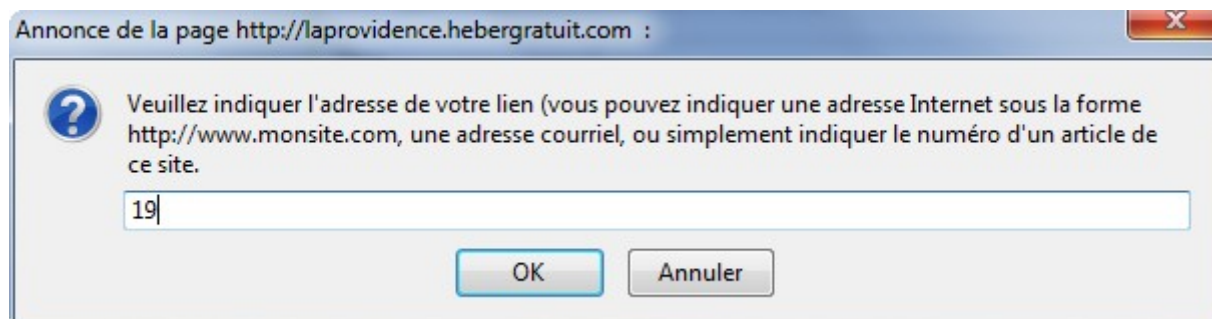 Annonce de la page http://laprovidence.hebergratuit.com :
Veuillez indiquer l'adresse de votre lien (vous pouvez indiquer une adresse Internet sous la forme
http://www.monsite.com, une adresse courriel, ou simplement indiquer le numéro d'un article de
ce site.
19
OK Annuler